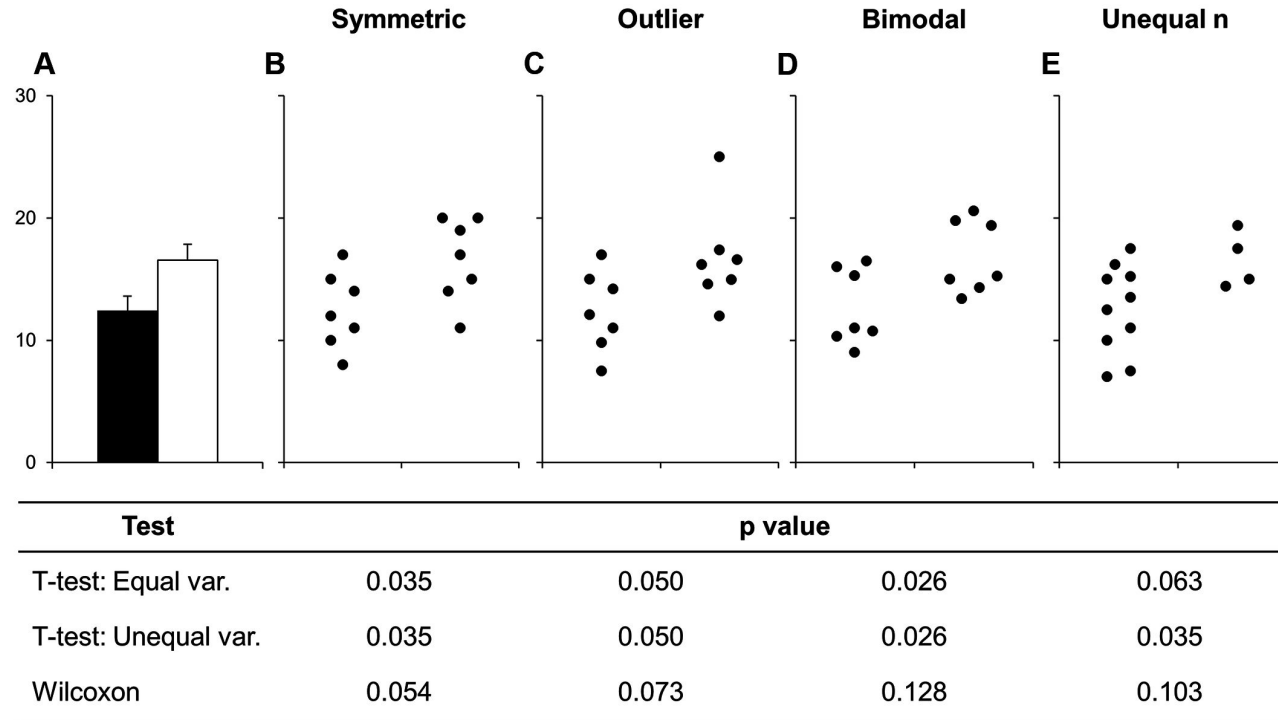 Symmetric Outlier Bimodal Unequal n
A B C D E
30
20
10
0
Test p value
T-test: Equal var. 0.035 0.050 0.026 0.063
T-test: Unequal var. 0.035 0.050 0.026 0.035
Wilcoxon 0.054 0.073 0.128 0.103